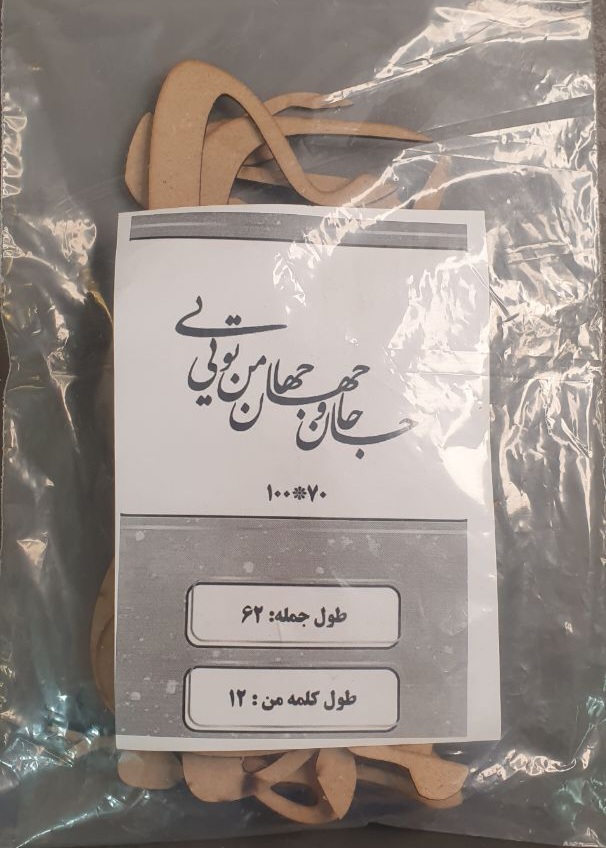 جان و جهان من تویی
۷۰*۱۰۰
طول جمله: ۶۲
طول کلمه من : ۱۲